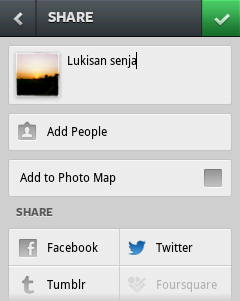 SHARE
Lukisan senja
Add People
Add to Photo Map
SHARE
Facebook
Twitter
Tumblr
Foursquare